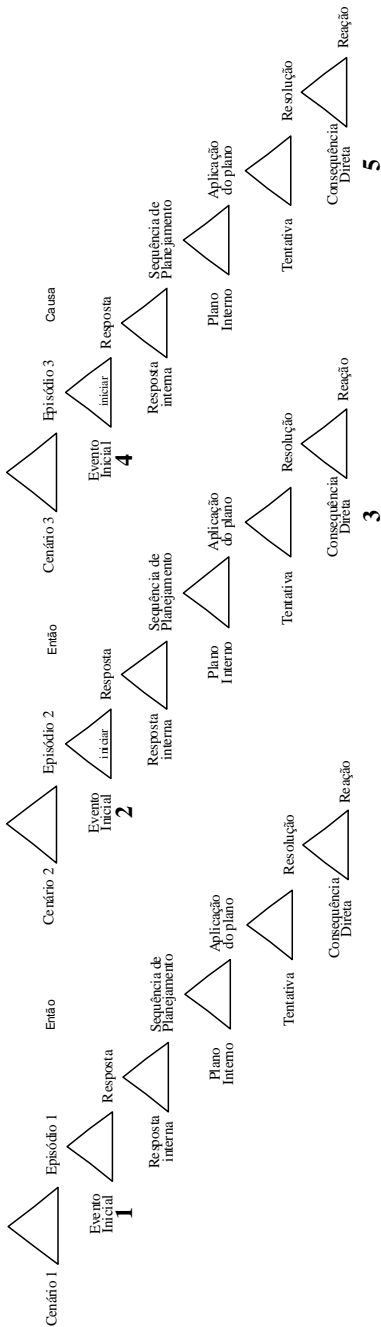 Cenário 1
Episódio 1
Então
Evento
Inicial
1
Resposta
Resposta
interna
Sequência de
Planejamento
Plano
Interno
Aplicação
do plano
Tentativa
Resolução
Consequência
Direta
Reação
Cenário 2
Episódio 2
Então
iniciar
Evento
Inicial
2
Resposta
Resposta
interna
Sequência de
Planejamento
Plano
Interno
Aplicação
do plano
Tentativa
Resolução
Consequência
Direta
Reação
3
Cenário 3
Episódio 3
Causa
iniciar
Evento
Inicial
4
Resposta
Resposta
interna
Sequência de
Planejamento
Plano
Interno
Aplicação
do plano
Tentativa
Resolução
Consequência
Direta
Reação
5